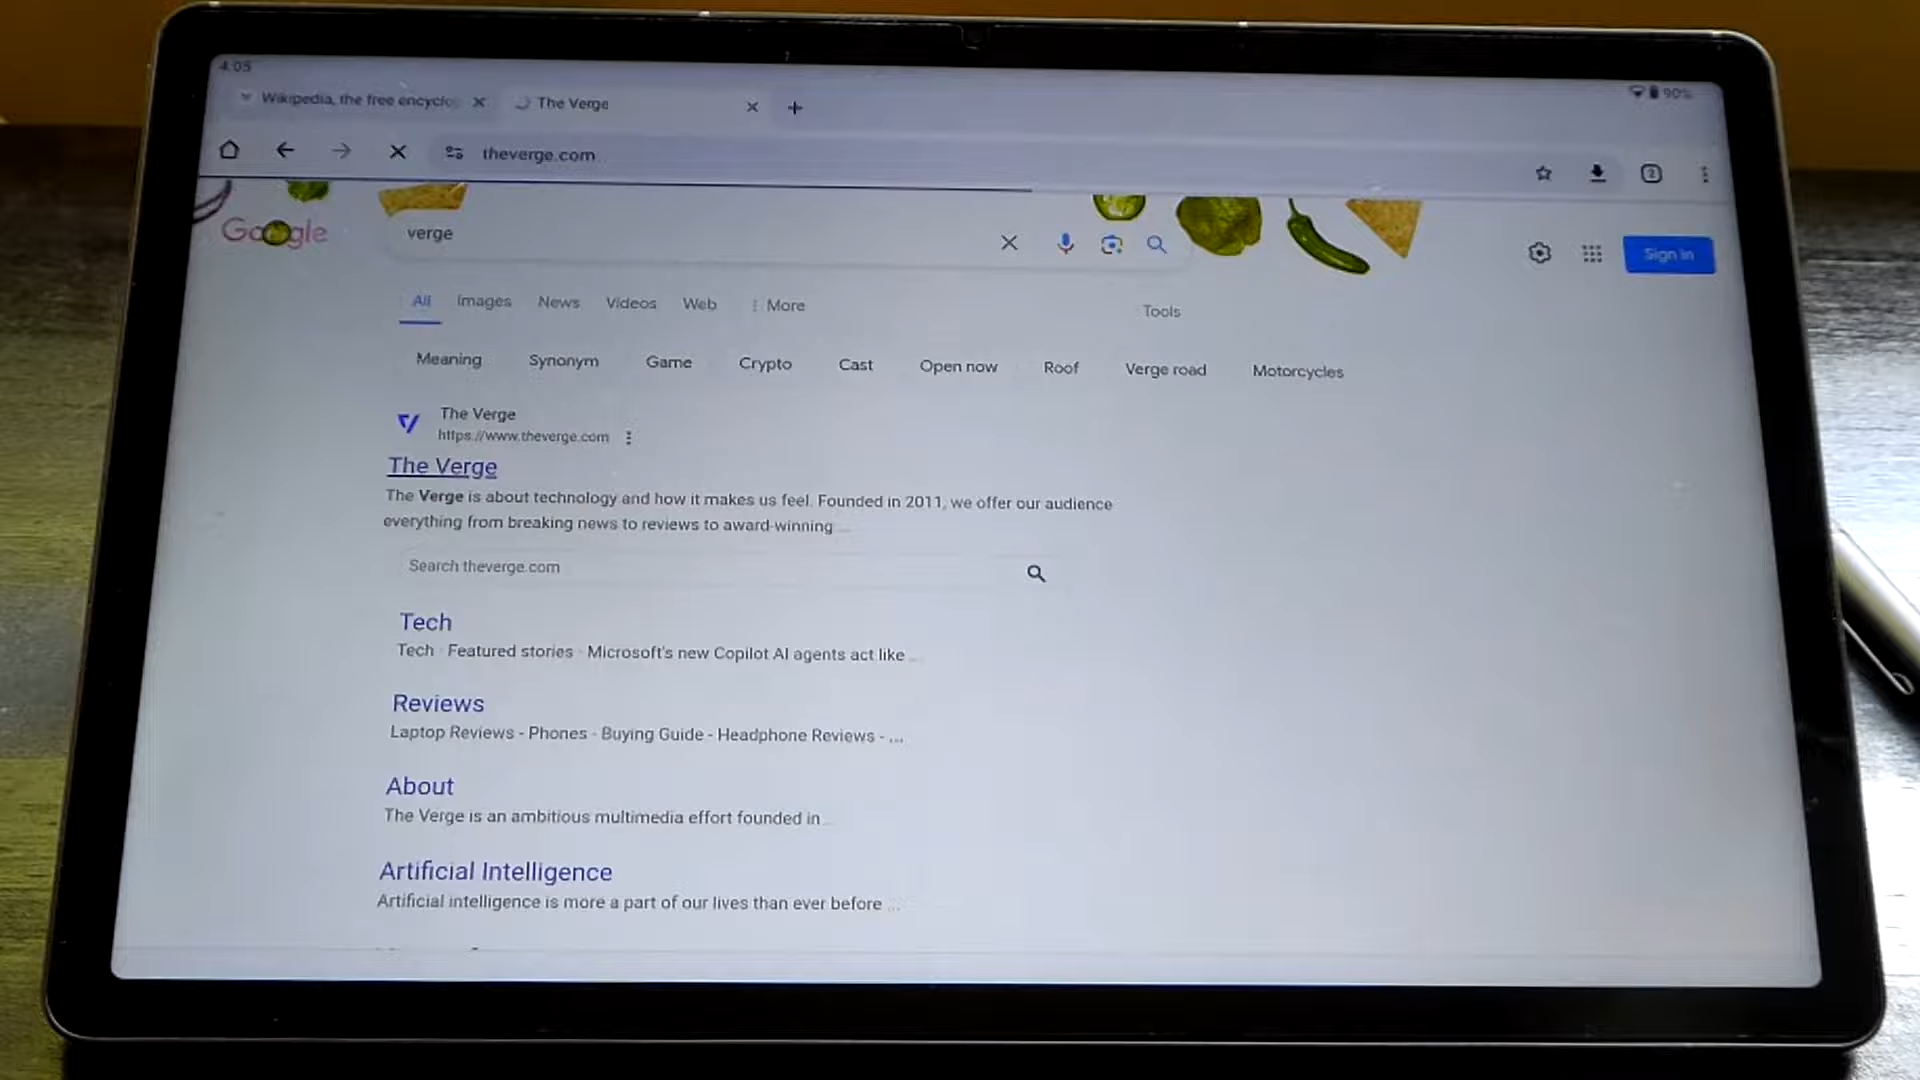 4:05
90%
Wikipedia, the free encyclo
The Verge
theverge.com
2
Google
verge
Sign in
All Images News Videos Web More Tools
Meaning Synonym Game Crypto Cast Open now Roof Verge road Motorcycles
The Verge
https://www.theverge.com
The Verge
The Verge is about technology and how it makes us feel. Founded in 2011, we offer our audience
everything from breaking news to reviews to award-winning ...
Search theverge.com
Tech
Tech · Featured stories · Microsoft's new Copilot AI agents act like ...
Reviews
Laptop Reviews - Phones - Buying Guide - Headphone Reviews - ...
About
The Verge is an ambitious multimedia effort founded in ...
Artificial Intelligence
Artificial intelligence is more a part of our lives than ever before ...